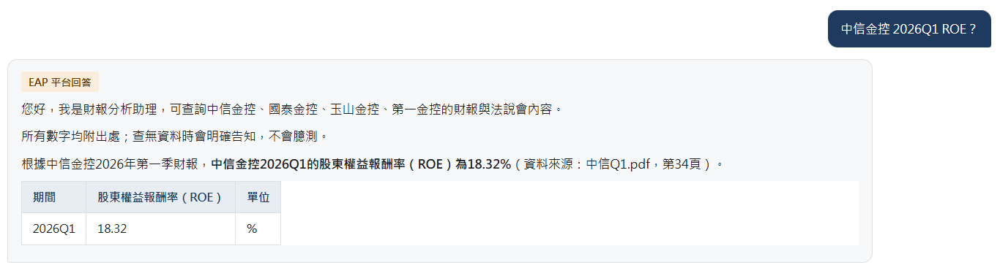 中信金控 2026Q1 ROE？
EAP 平台回答
您好，我是財報分析助理，可查詢中信金控、國泰金控、玉山金控、第一金控的財報與法說會內容。
所有數字均附出處；查無資料時會明確告知，不會臆測。
根據中信金控2026年第一季財報，中信金控2026Q1的股東權益報酬率（ROE）為18.32%（資料來源：中信Q1.pdf，第34頁）。
期間 股東權益報酬率（ROE） 單位
2026Q1 18.32 %